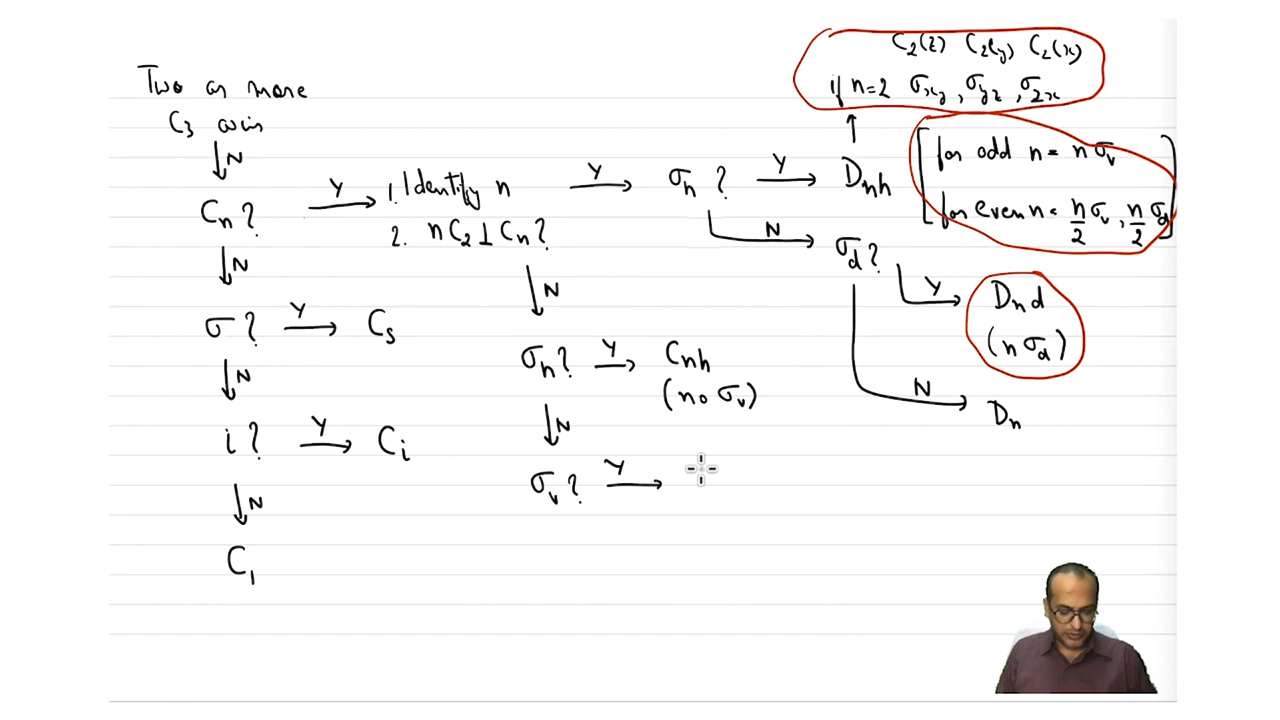 Two or more
C₃ axis
↓ N
Cₙ ? Y→ 1. Identify n
2. nC₂ ⊥ Cₙ ?
↓ N
σ ? Y→ Cₛ
↓ N
i ? Y→ Cᵢ
↓ N
C₁
Y→ σₕ ? Y→ Dₙₕ
↑
C₂(z) C₂(y) C₂(x)
if n=2 σxy, σyz, σzx
[for odd n = n σᵥ
for even n = n/2 σᵥ, n/2 σd]
N→ σd ?
Y→ Dₙd
(n σd)
N→ Dₙ
↓ N
σₕ ? Y→ Cₙₕ
(no σᵥ)
↓ N
σᵥ ? Y→